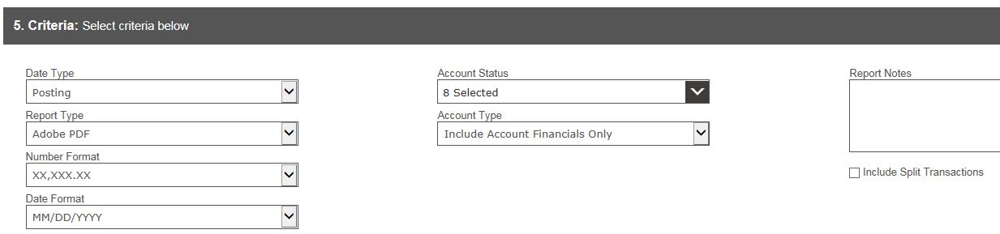 5. Criteria: Select criteria below
Date Type
Posting
Report Type
Adobe PDF
Number Format
XX,XXX.XX
Date Format
MM/DD/YYYY
Account Status
8 Selected
Account Type
Include Account Financials Only
Report Notes
Include Split Transactions